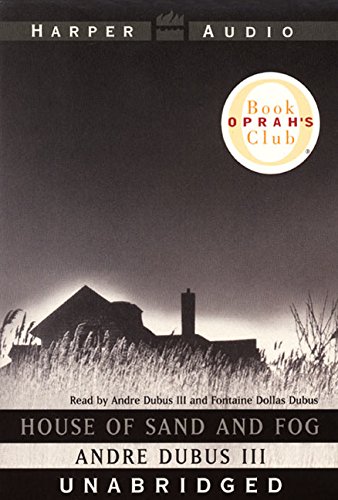 HARPER AUDIO
Book
OPRAH'S
Club
®
Read by Andre Dubus III and Fontaine Dollas Dubus
HOUSE OF SAND AND FOG
ANDRE DUBUS III
UNABRIDGED